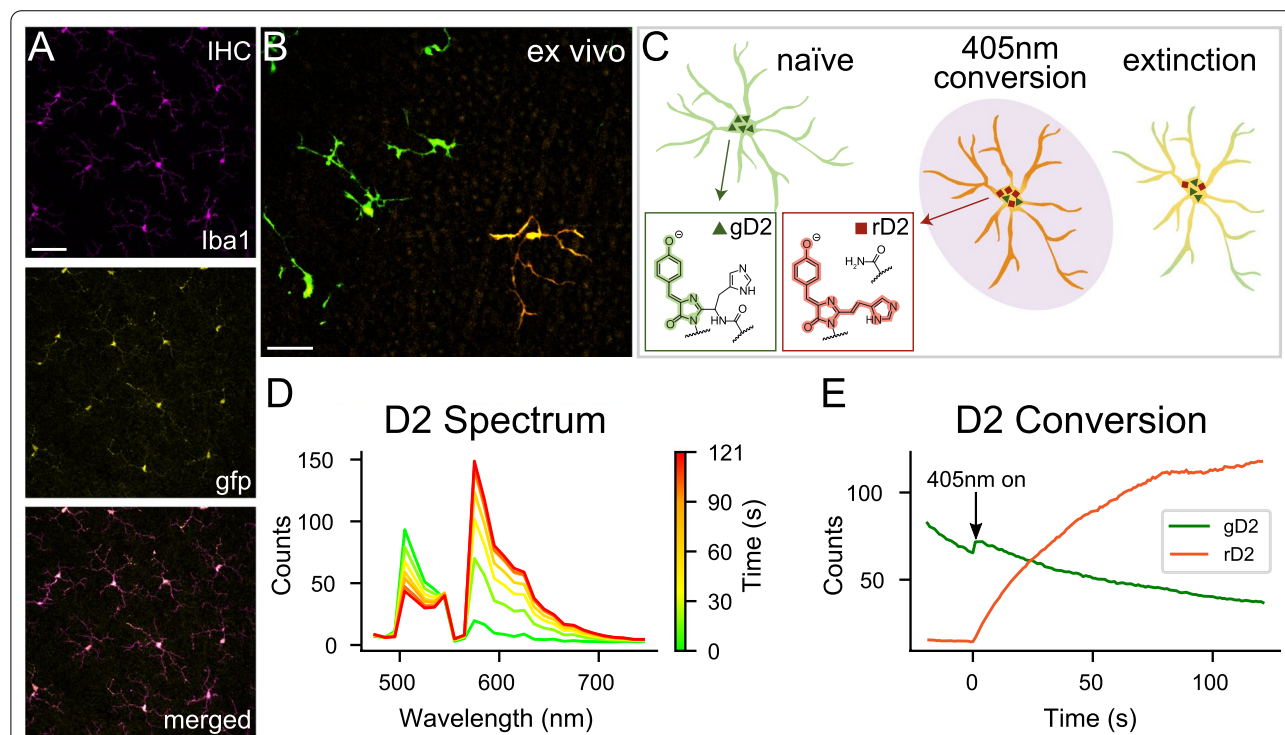 A
IHC
Iba1
gfp
merged
B
ex vivo
C
naïve
405nm
conversion
extinction
▲ gD2
O⊖
N
N
O
N
NH
NH
O
■ rD2
O⊖
O
H₂N
N
N
O
N
HN
D
D2 Spectrum
Counts
150
100
50
0
500
600
700
Wavelength (nm)
121
90
60
30
0
Time (s)
E
D2 Conversion
405nm on
Counts
100
50
gD2
rD2
0
50
100
Time (s)